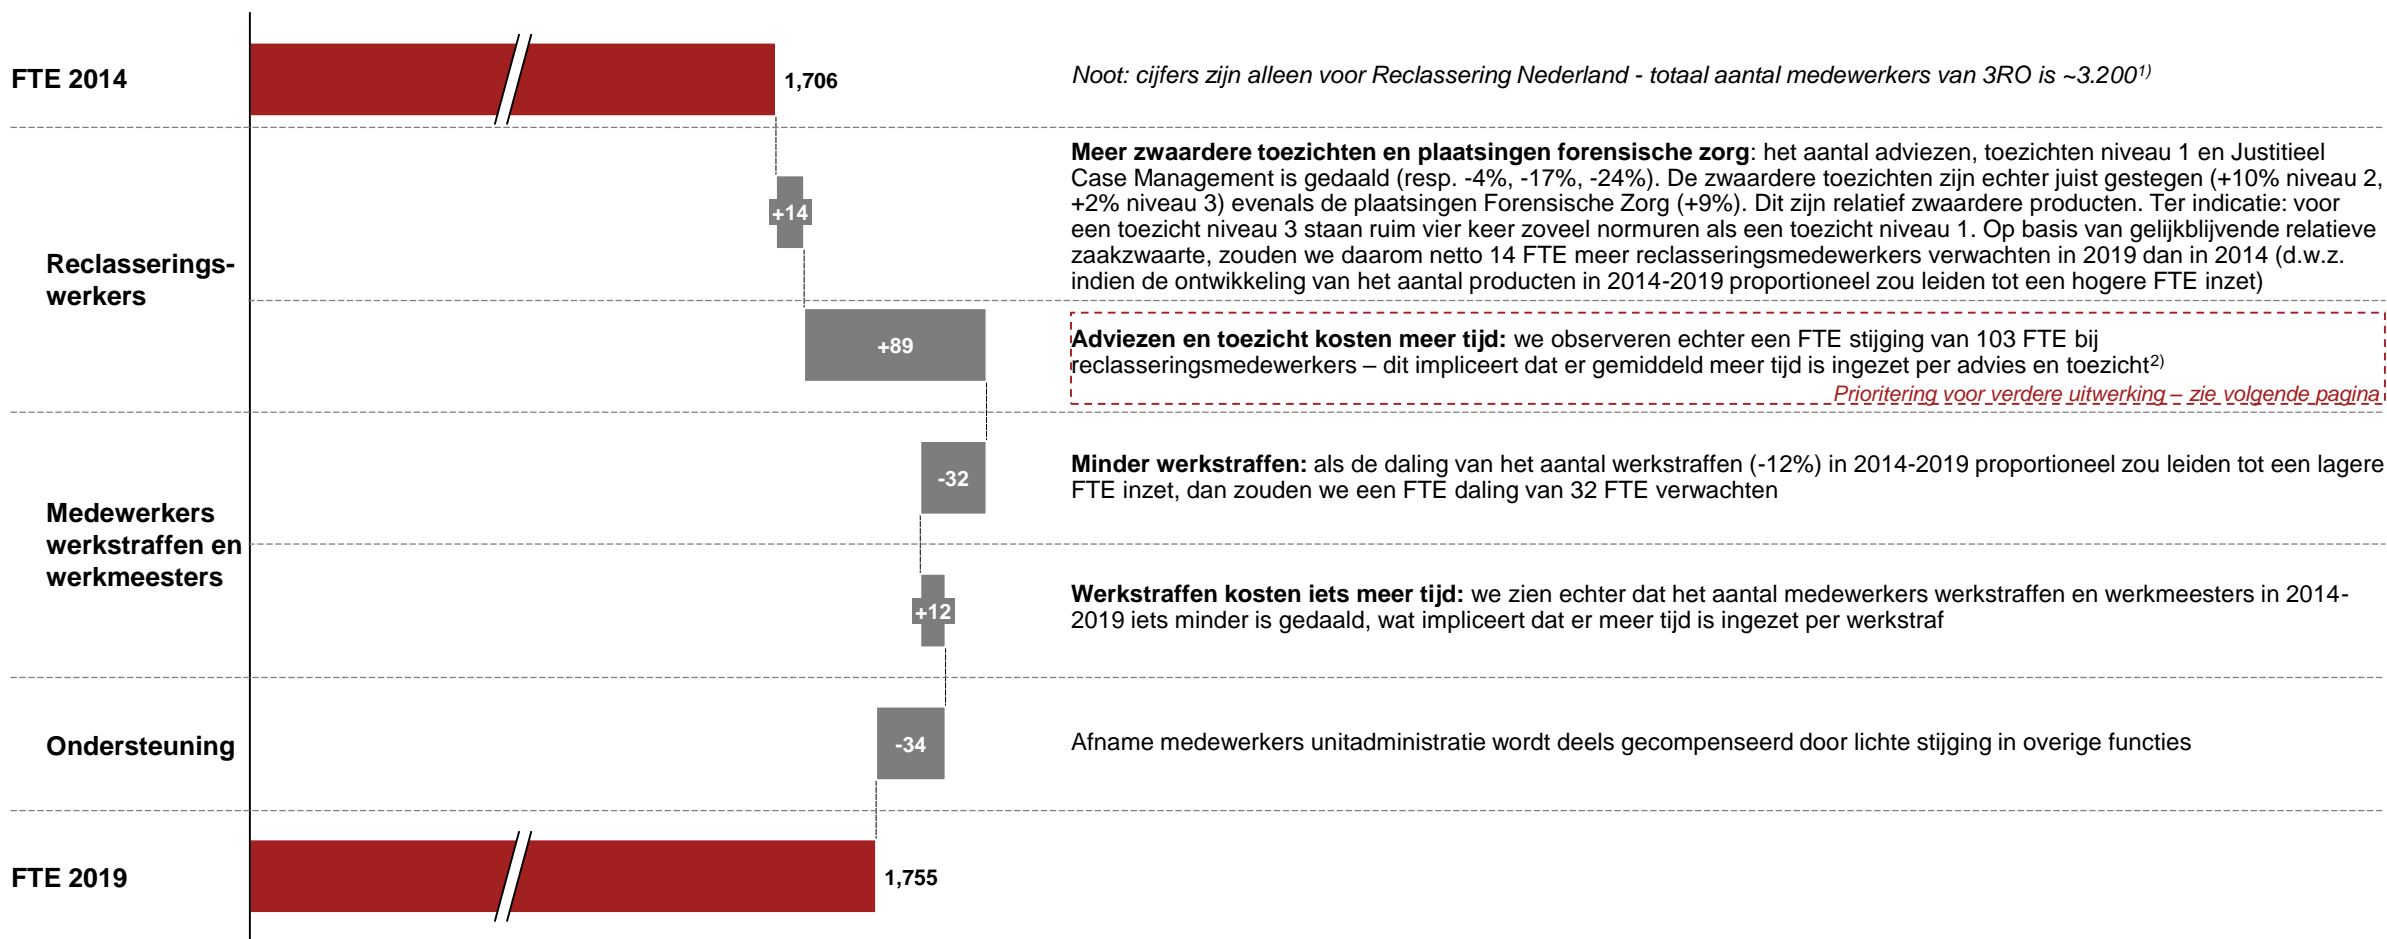 FTE 2014
1,706
Noot: cijfers zijn alleen voor Reclassering Nederland - totaal aantal medewerkers van 3RO is ~3.200¹⁾
Reclasserings-
werkers
+14
Meer zwaardere toezichten en plaatsingen forensische zorg: het aantal adviezen, toezichten niveau 1 en Justitieel
Case Management is gedaald (resp. -4%, -17%, -24%). De zwaardere toezichten zijn echter juist gestegen (+10% niveau 2,
+2% niveau 3) evenals de plaatsingen Forensische Zorg (+9%). Dit zijn relatief zwaardere producten. Ter indicatie: voor
een toezicht niveau 3 staan ruim vier keer zoveel normuren als een toezicht niveau 1. Op basis van gelijkblijvende relatieve
zaakzwaarte, zouden we daarom netto 14 FTE meer reclasseringsmedewerkers verwachten in 2019 dan in 2014 (d.w.z.
indien de ontwikkeling van het aantal producten in 2014-2019 proportioneel zou leiden tot een hogere FTE inzet)
+89
Adviezen en toezicht kosten meer tijd: we observeren echter een FTE stijging van 103 FTE bij
reclasseringsmedewerkers – dit impliceert dat er gemiddeld meer tijd is ingezet per advies en toezicht²⁾
Prioritering voor verdere uitwerking – zie volgende pagina
Medewerkers
werkstraffen en
werkmeesters
-32
Minder werkstraffen: als de daling van het aantal werkstraffen (-12%) in 2014-2019 proportioneel zou leiden tot een lagere
FTE inzet, dan zouden we een FTE daling van 32 FTE verwachten
+12
Werkstraffen kosten iets meer tijd: we zien echter dat het aantal medewerkers werkstraffen en werkmeesters in 2014-
2019 iets minder is gedaald, wat impliceert dat er meer tijd is ingezet per werkstraf
Ondersteuning
-34
Afname medewerkers unitadministratie wordt deels gecompenseerd door lichte stijging in overige functies
FTE 2019
1,755